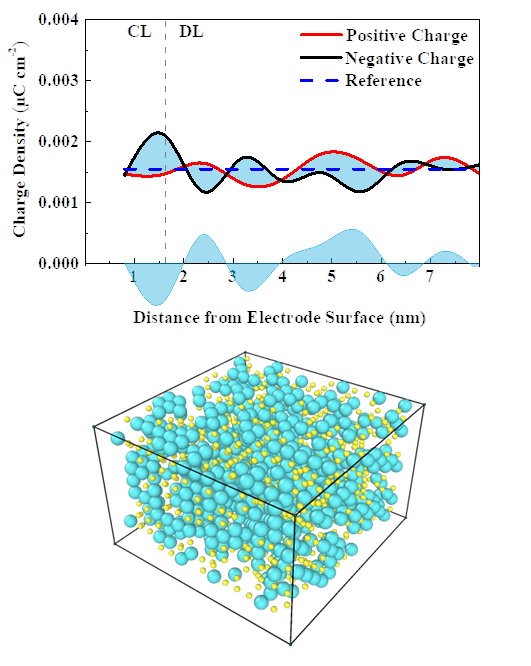 0.004
CL DL
Positive Charge
Negative Charge
Reference
0.003
0.002
0.001
0.000
1 2 3 4 5 6 7
Charge Density (μC cm⁻²)
Distance from Electrode Surface (nm)